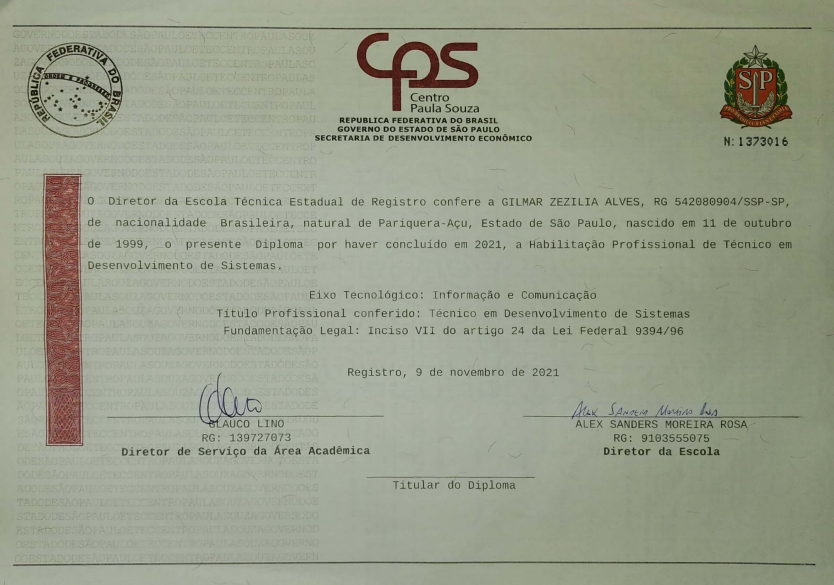 REPÚBLICA FEDERATIVA DO BRASIL
ORDEM E PROGRESSO
CPS
Centro
Paula Souza
REPUBLICA FEDERATIVA DO BRASIL
GOVERNO DO ESTADO DE SÃO PAULO
SECRETARIA DE DESENVOLVIMENTO ECONÔMICO
SP
N: 1373016
O Diretor da Escola Técnica Estadual de Registro confere a GILMAR ZEZILIA ALVES, RG 542080904/SSP-SP,
de nacionalidade Brasileira, natural de Pariquera-Açu, Estado de São Paulo, nascido em 11 de outubro
de 1999, o presente Diploma por haver concluído em 2021, a Habilitação Profissional de Técnico em
Desenvolvimento de Sistemas.
Eixo Tecnológico: Informação e Comunicação
Título Profissional conferido: Técnico em Desenvolvimento de Sistemas
Fundamentação Legal: Inciso VII do artigo 24 da Lei Federal 9394/96
Registro, 9 de novembro de 2021
GLAUCO LINO
RG: 139727073
Diretor de Serviço da Área Acadêmica
Alex Sanders Moreira Rosa
ALEX SANDERS MOREIRA ROSA
RG: 9103555075
Diretor da Escola
Titular do Diploma